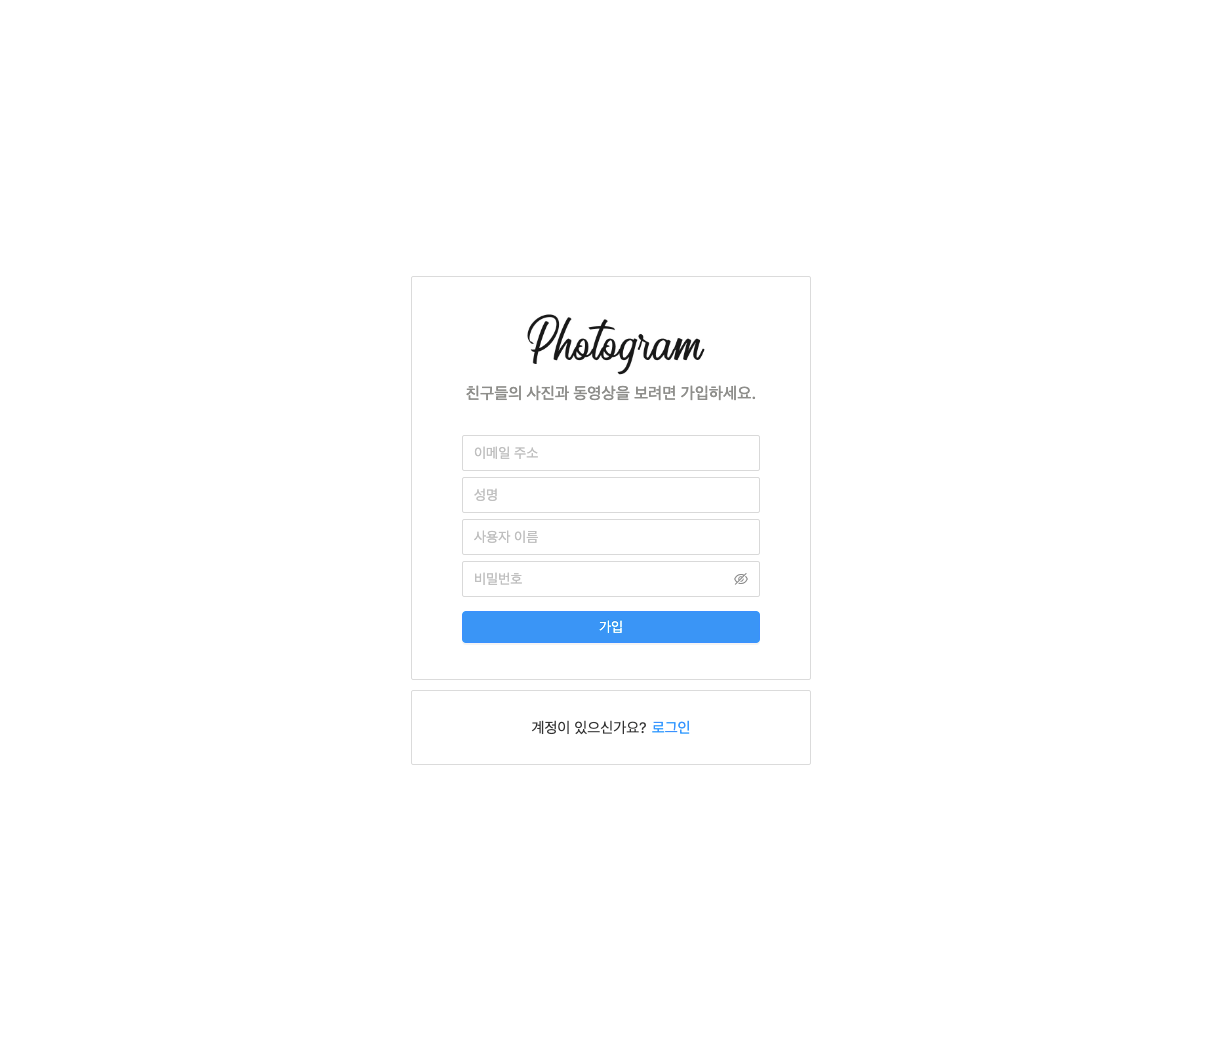 Photogram
친구들의 사진과 동영상을 보려면 가입하세요.
이메일 주소
성명
사용자 이름
비밀번호
가입
계정이 있으신가요? 로그인